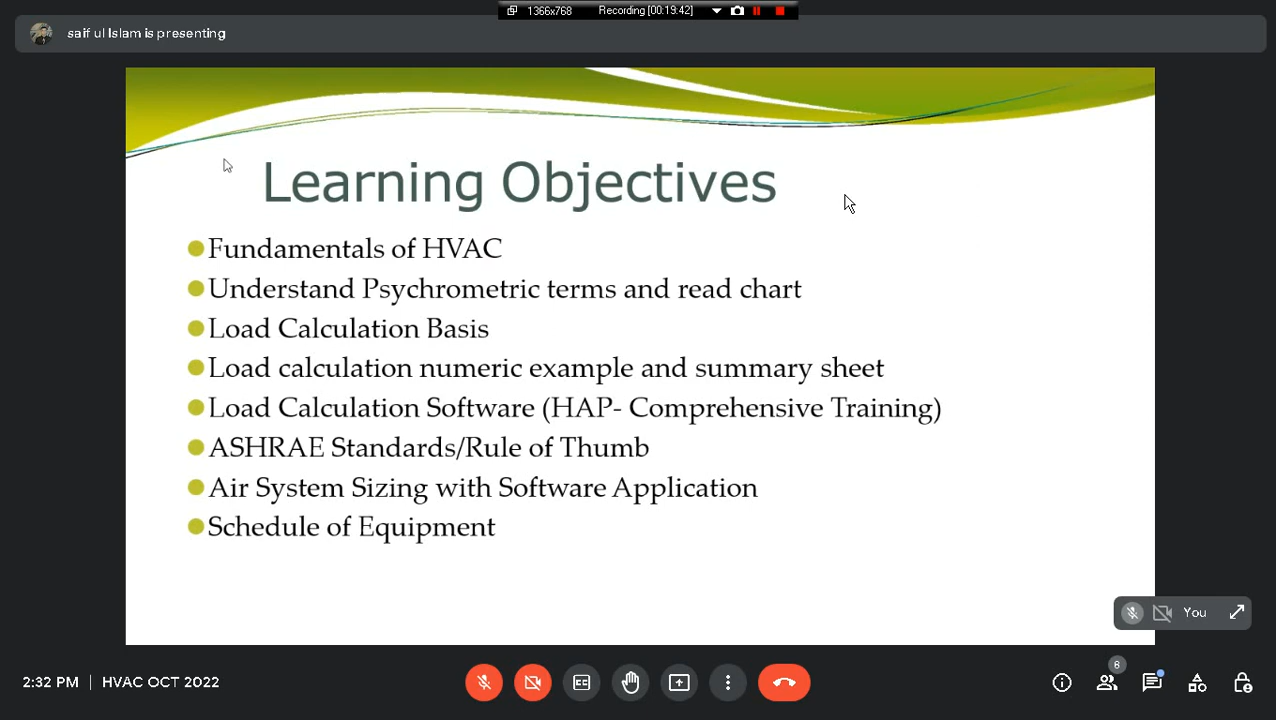 1366x768 Recording [00:19:42]
saif ul Islam is presenting
Learning Objectives
Fundamentals of HVAC
Understand Psychrometric terms and read chart
Load Calculation Basis
Load calculation numeric example and summary sheet
Load Calculation Software (HAP- Comprehensive Training)
ASHRAE Standards/Rule of Thumb
Air System Sizing with Software Application
Schedule of Equipment
You
2:32 PM | HVAC OCT 2022
CC
6